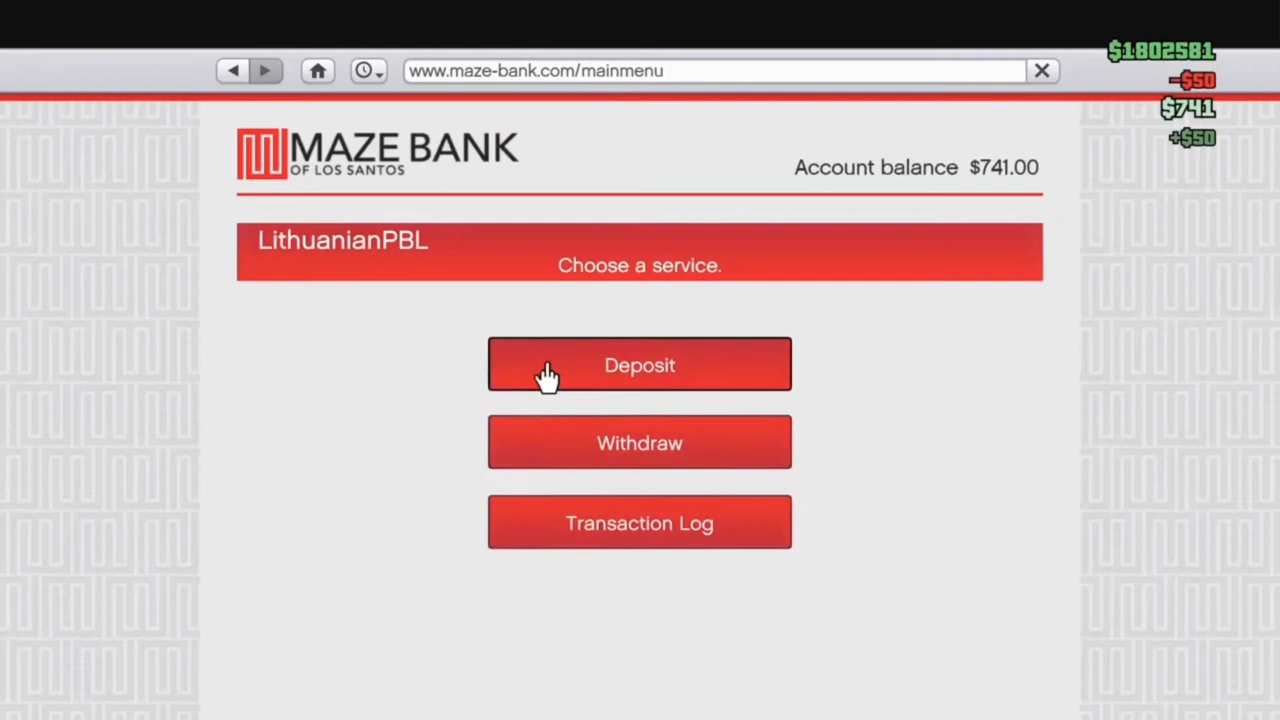 www.maze-bank.com/mainmenu
$1802581
-$50
$741
+$50
MAZE BANK
OF LOS SANTOS
Account balance $741.00
LithuanianPBL
Choose a service.
Deposit
Withdraw
Transaction Log